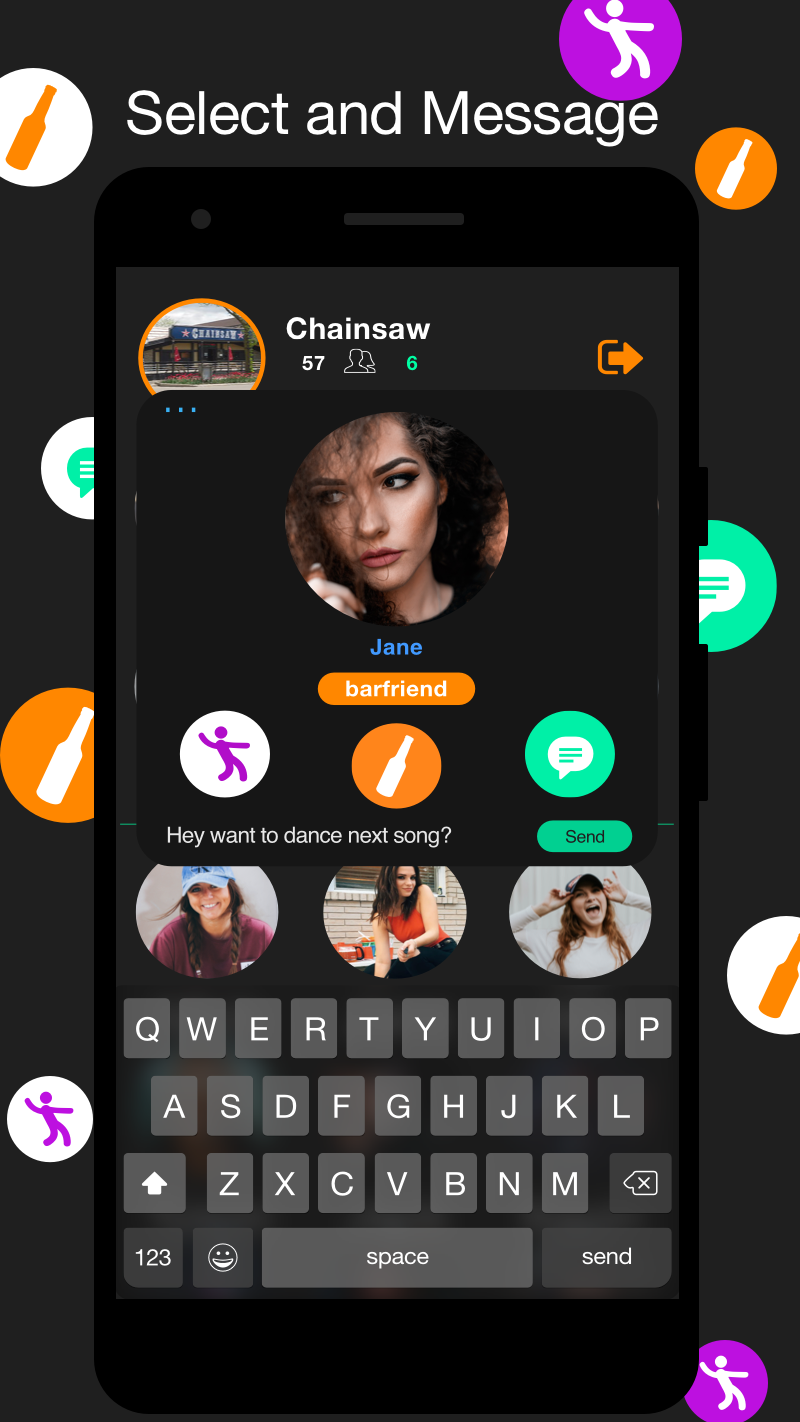 Select and Message
CHAINSAW
Chainsaw
57 6
...
Jane
barfriend
Hey want to dance next song?
Send
Q W E R T Y U I O P
A S D F G H J K L
Z X C V B N M
123 space send